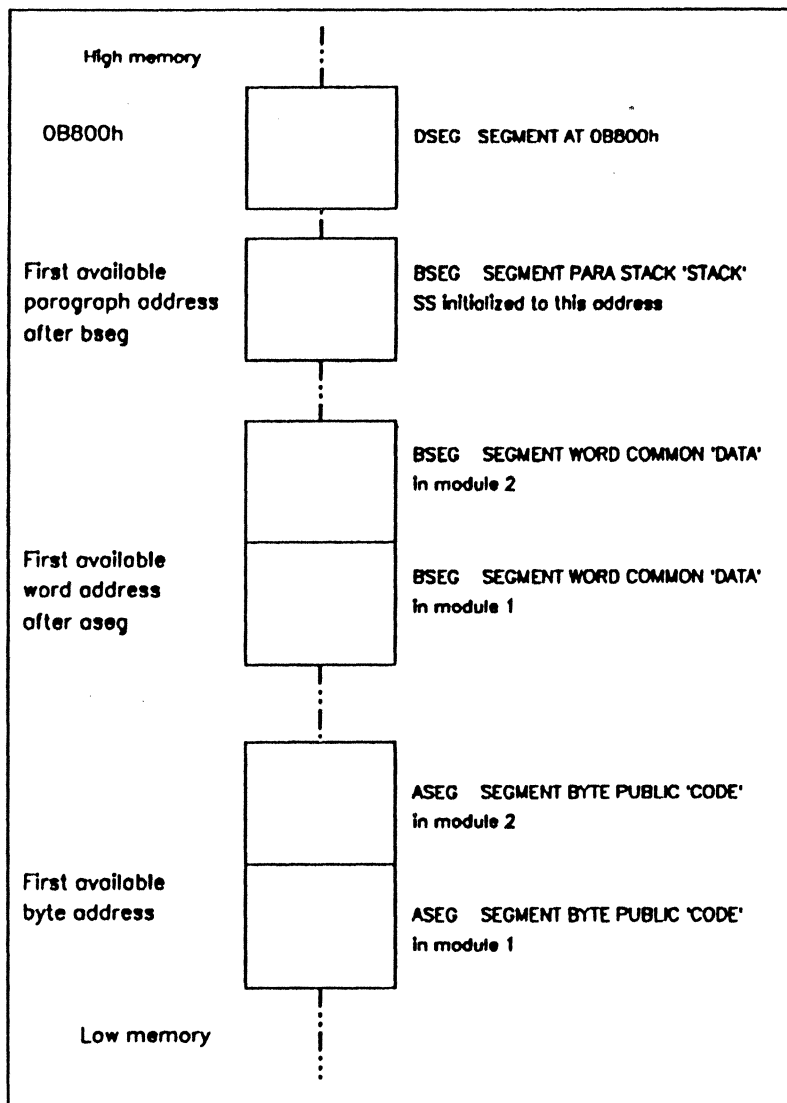 High memory
0B800h
DSEG SEGMENT AT 0B800h
First available
paragraph address
after bseg
BSEG SEGMENT PARA STACK 'STACK'
SS initialized to this address
BSEG SEGMENT WORD COMMON 'DATA'
in module 2
First available
word address
after aseg
BSEG SEGMENT WORD COMMON 'DATA'
in module 1
ASEG SEGMENT BYTE PUBLIC 'CODE'
in module 2
First available
byte address
ASEG SEGMENT BYTE PUBLIC 'CODE'
in module 1
Low memory